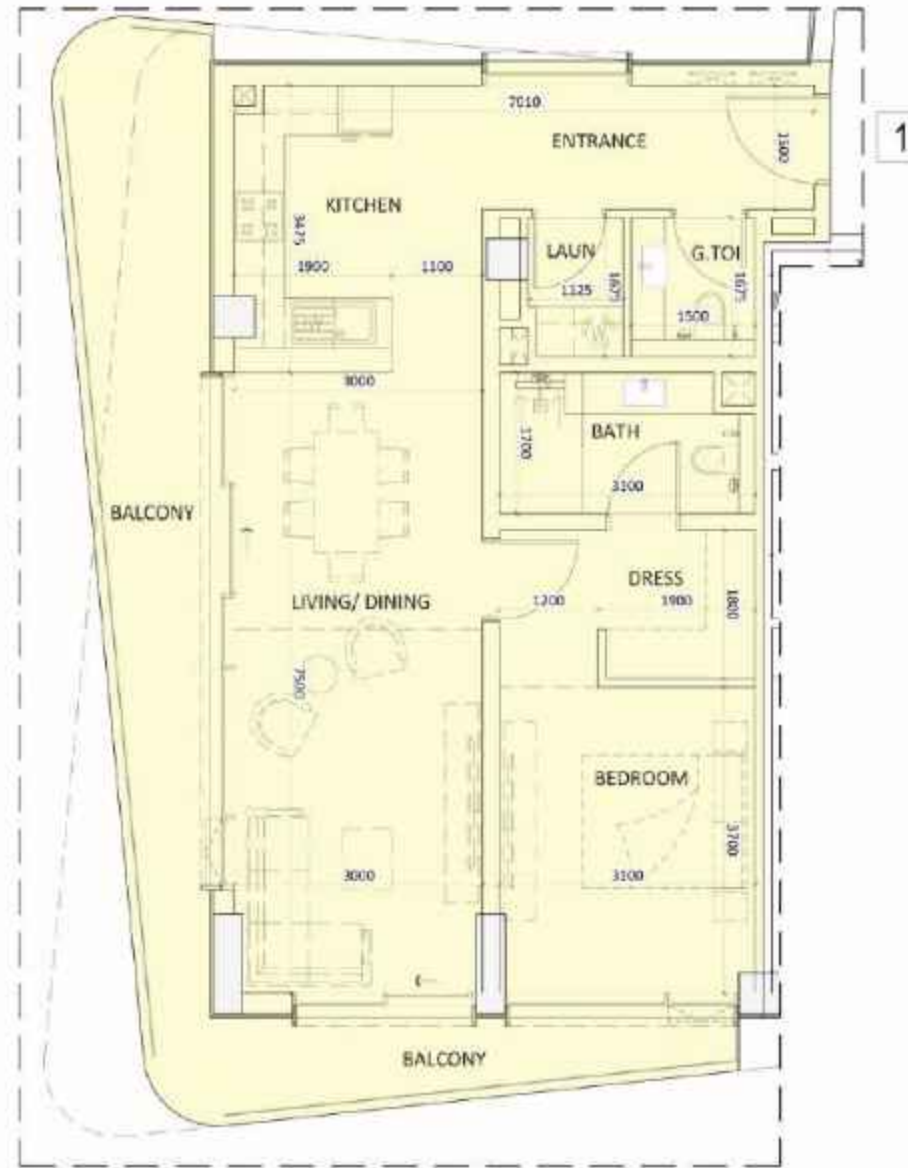 7010
ENTRANCE
1500
1
KITCHEN
3475
1900
1100
LAUN
1125
1675
G.TOI
1675
1500
3000
BATH
1700
3100
BALCONY
LIVING/ DINING
7500
1200
DRESS
1900
1800
BEDROOM
3700
3000
3100
BALCONY